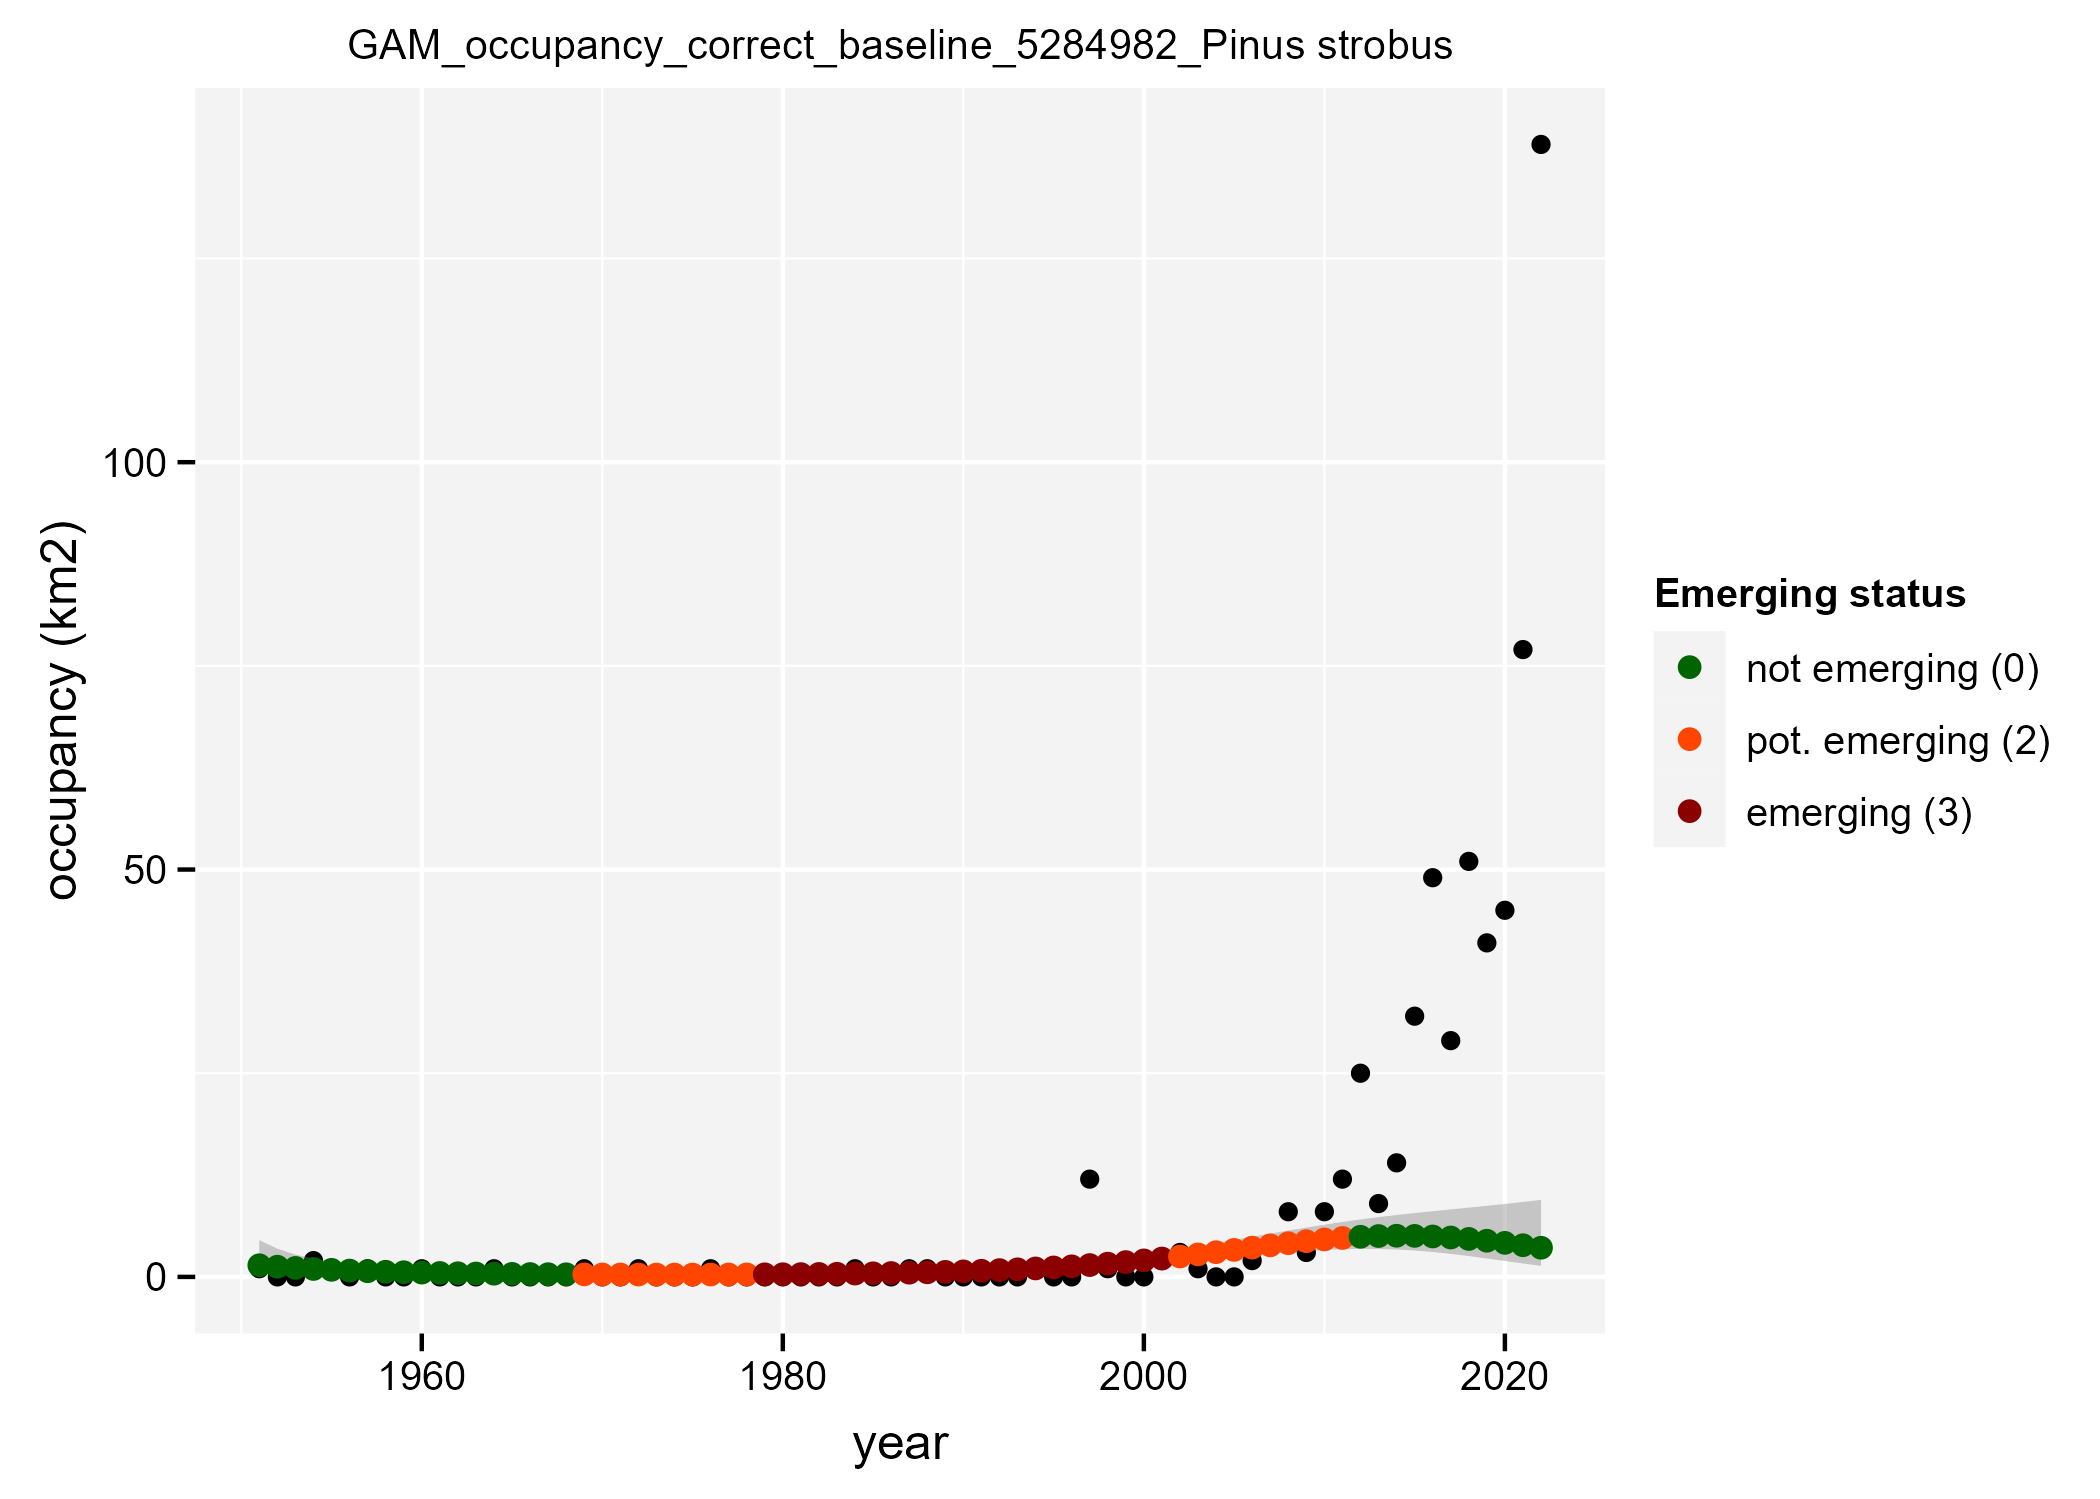 GAM_occupancy_correct_baseline_5284982_Pinus strobus
occupancy (km2)
100
50
0
1960
1980
2000
2020
year
Emerging status
not emerging (0)
pot. emerging (2)
emerging (3)